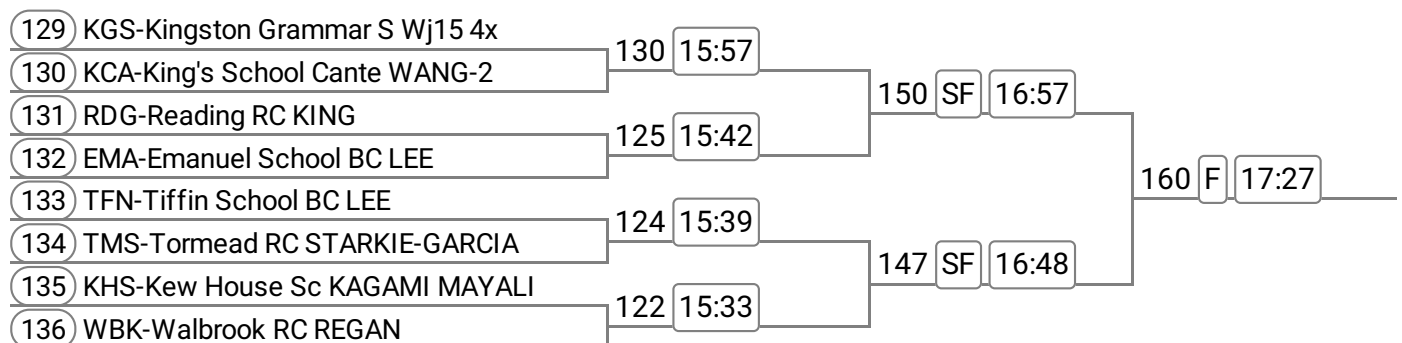 129 KGS-Kingston Grammar S Wj15 4x
130 15:57
130 KCA-King's School Cante WANG-2
150 SF 16:57
131 RDG-Reading RC KING
125 15:42
132 EMA-Emanuel School BC LEE
160 F 17:27
133 TFN-Tiffin School BC LEE
124 15:39
134 TMS-Tormead RC STARKIE-GARCIA
147 SF 16:48
135 KHS-Kew House Sc KAGAMI MAYALI
122 15:33
136 WBK-Walbrook RC REGAN